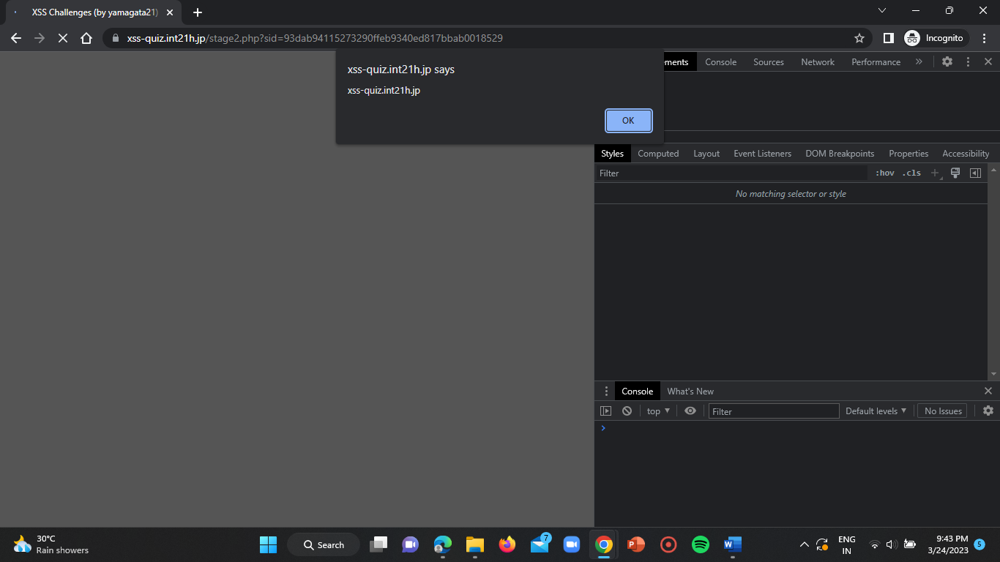 XSS Challenges (by yamagata21)
xss-quiz.int21h.jp/stage2.php?sid=93dab94115273290ffeb9340ed817bbab0018529
Incognito
xss-quiz.int21h.jp says
xss-quiz.int21h.jp
OK
ements Console Sources Network Performance »
Styles Computed Layout Event Listeners DOM Breakpoints Properties Accessibility
Filter :hov .cls +
No matching selector or style
Console What's New
top Filter Default levels No Issues
30°C
Rain showers
Search
7
ENG
IN
9:43 PM
3/24/2023
5